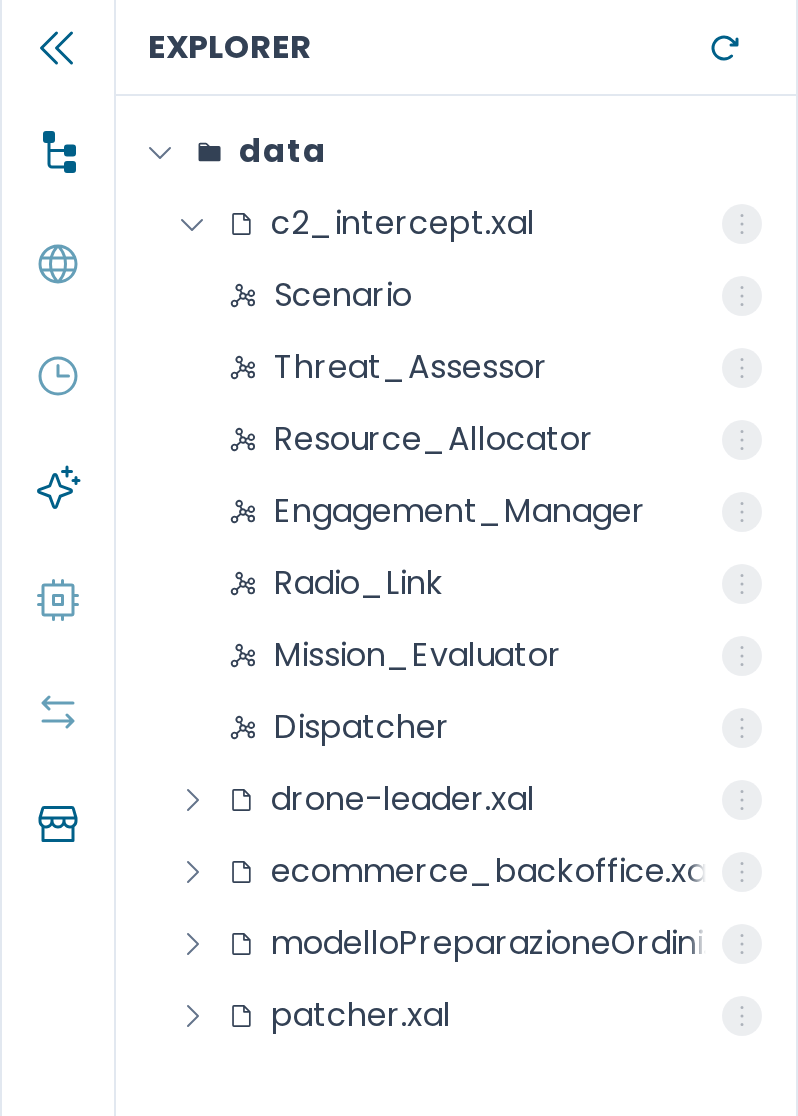 EXPLORER
data
c2_intercept.xal
Scenario
Threat_Assessor
Resource_Allocator
Engagement_Manager
Radio_Link
Mission_Evaluator
Dispatcher
drone-leader.xal
ecommerce_backoffice.xa
modelloPreparazioneOrdini.
patcher.xal